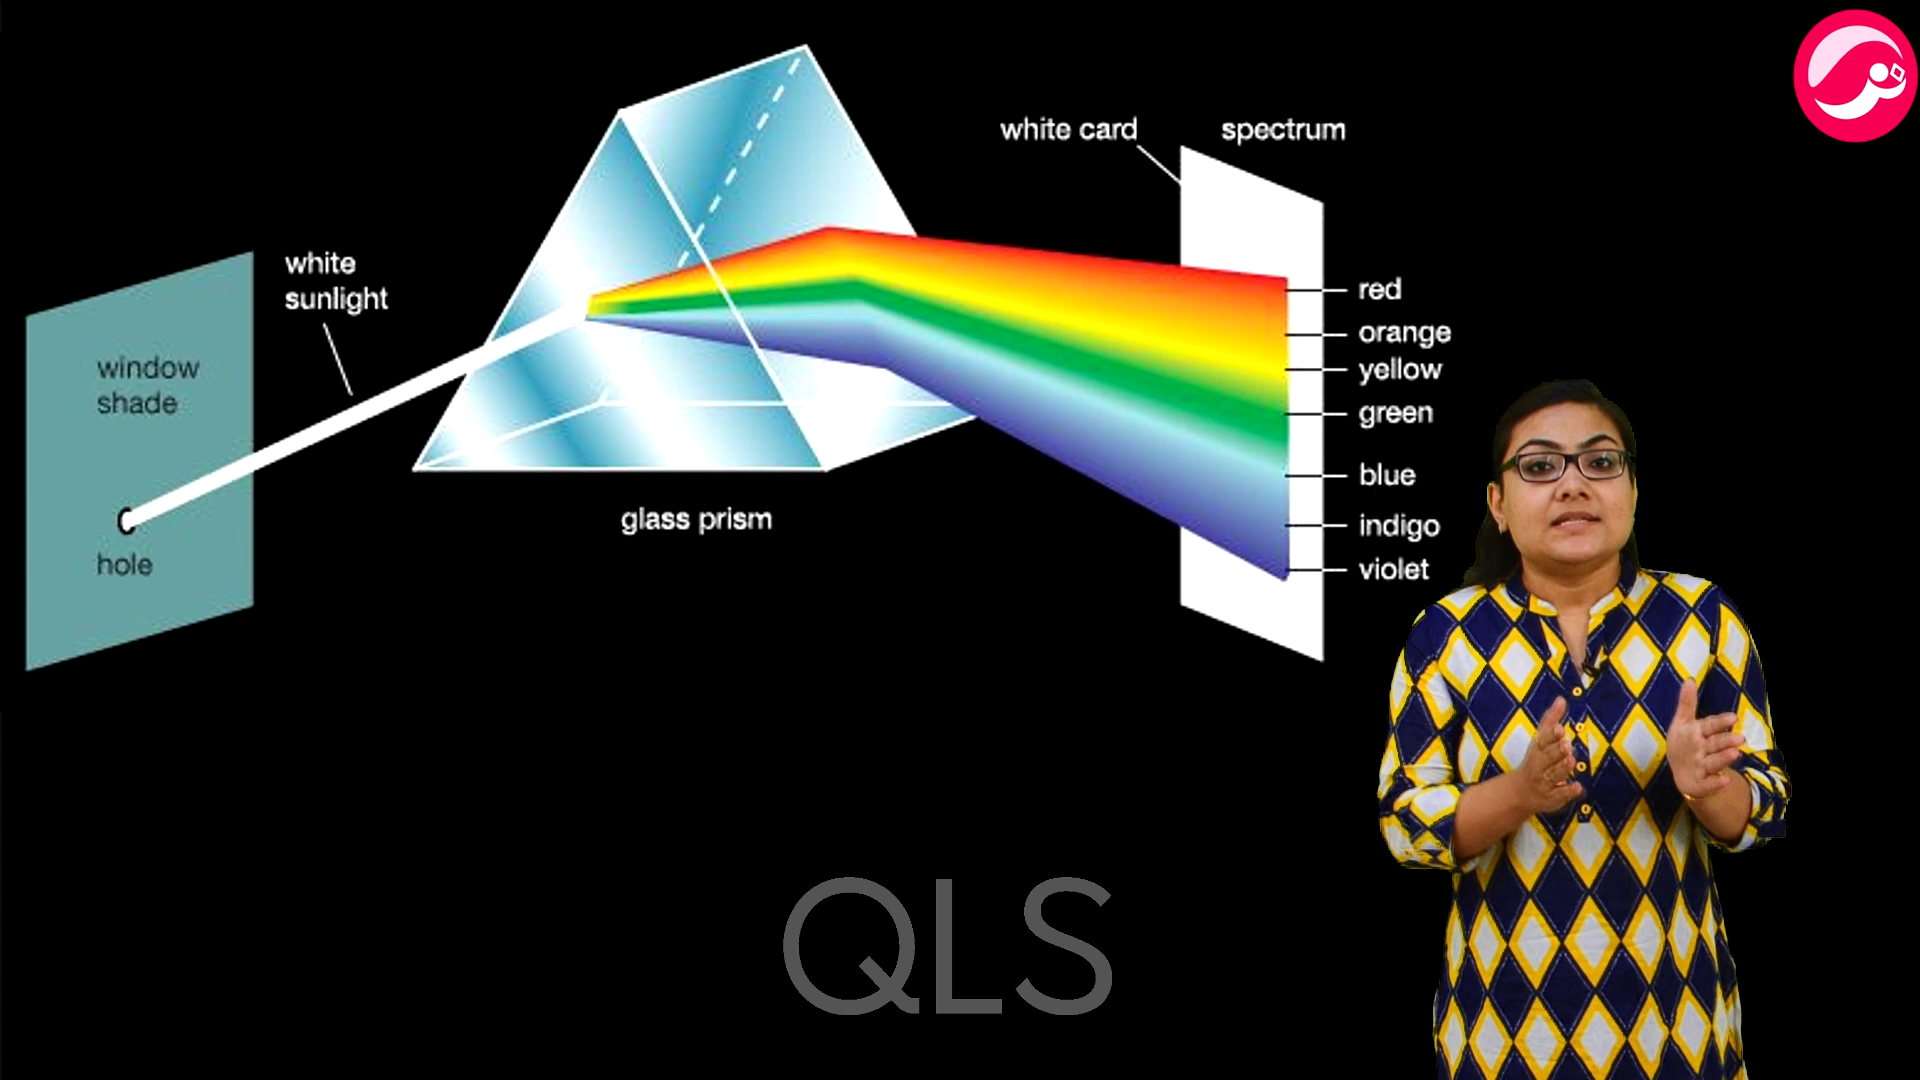 white card
spectrum
white
sunlight
window
shade
hole
glass prism
red
orange
yellow
green
blue
indigo
violet
QLS